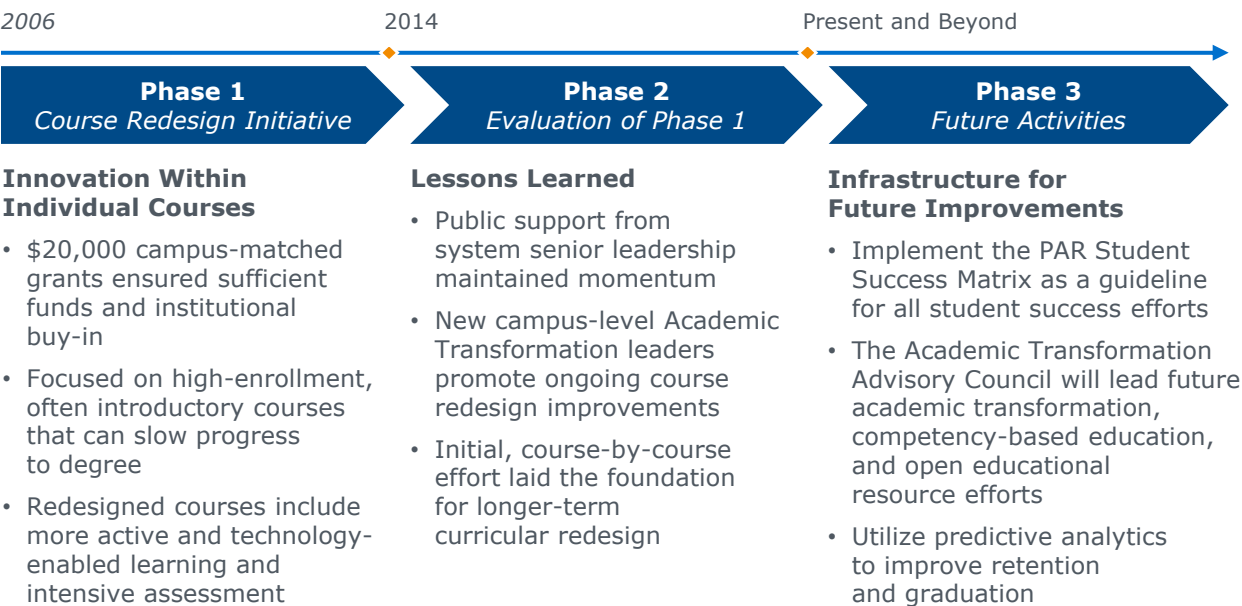 2006
2014
Present and Beyond
Phase 1
Course Redesign Initiative
Phase 2
Evaluation of Phase 1
Phase 3
Future Activities
Innovation Within
Individual Courses
• $20,000 campus-matched
grants ensured sufficient
funds and institutional
buy-in
• Focused on high-enrollment,
often introductory courses
that can slow progress
to degree
• Redesigned courses include
more active and technology-
enabled learning and
intensive assessment
Lessons Learned
• Public support from
system senior leadership
maintained momentum
• New campus-level Academic
Transformation leaders
promote ongoing course
redesign improvements
• Initial, course-by-course
effort laid the foundation
for longer-term
curricular redesign
Infrastructure for
Future Improvements
• Implement the PAR Student
Success Matrix as a guideline
for all student success efforts
• The Academic Transformation
Advisory Council will lead future
academic transformation,
competency-based education,
and open educational
resource efforts
• Utilize predictive analytics
to improve retention
and graduation